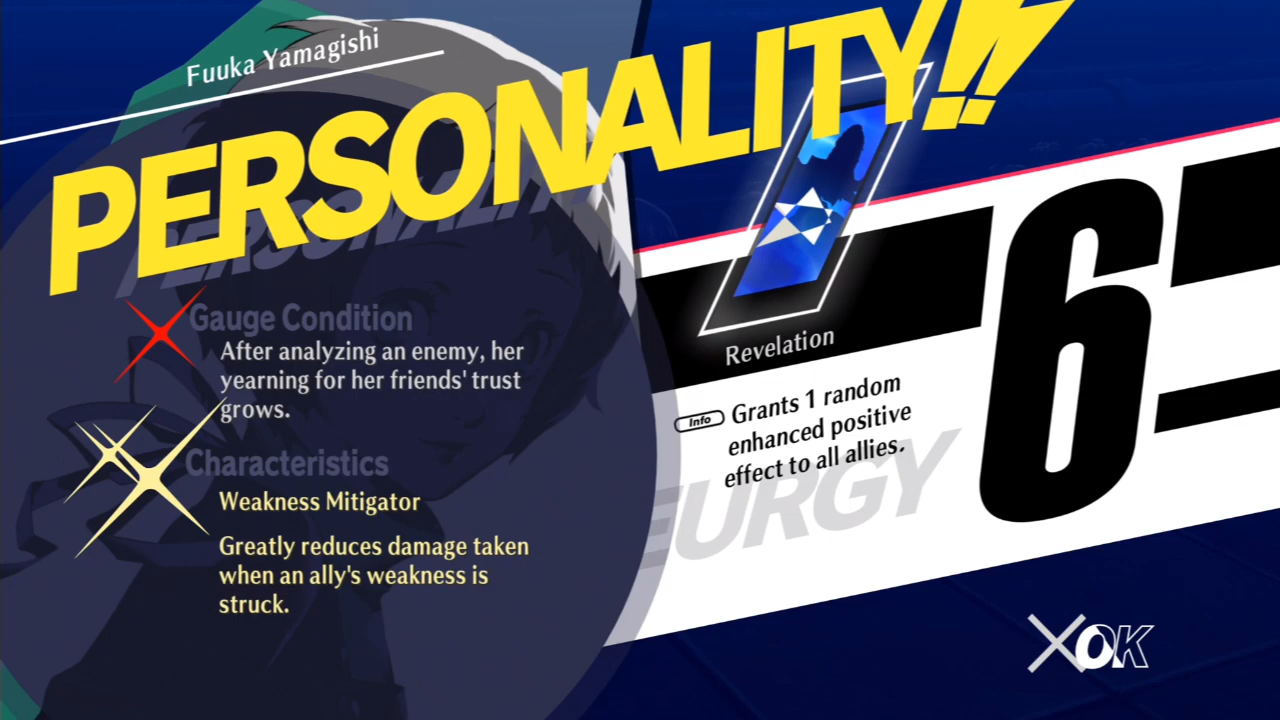 Fuuka Yamagishi
PERSONALITY!!
Gauge Condition
After analyzing an enemy, her
yearning for her friends' trust
grows.
Characteristics
Weakness Mitigator
Greatly reduces damage taken
when an ally's weakness is
struck.
Revelation
Info Grants 1 random
enhanced positive
effect to all allies.
EURGY
6
OK